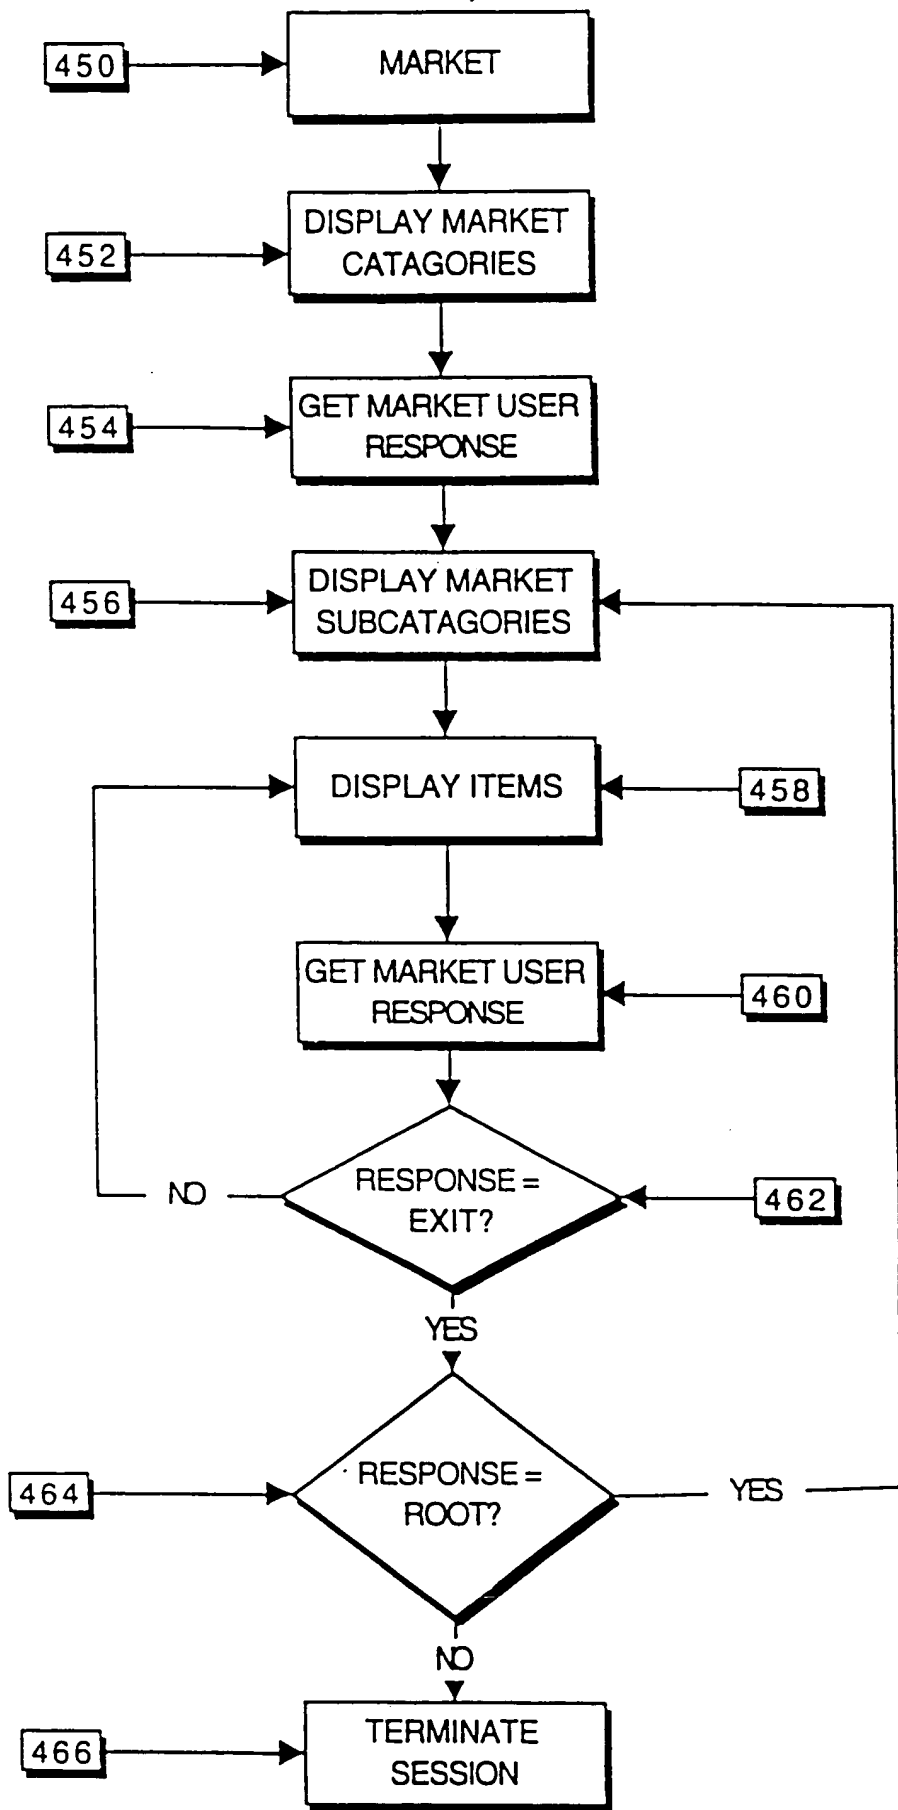 450
MARKET
452
DISPLAY MARKET
CATAGORIES
454
GET MARKET USER
RESPONSE
456
DISPLAY MARKET
SUBCATAGORIES
DISPLAY ITEMS
458
GET MARKET USER
RESPONSE
460
NO
RESPONSE =
EXIT?
462
YES
464
RESPONSE =
ROOT?
YES
NO
466
TERMINATE
SESSION